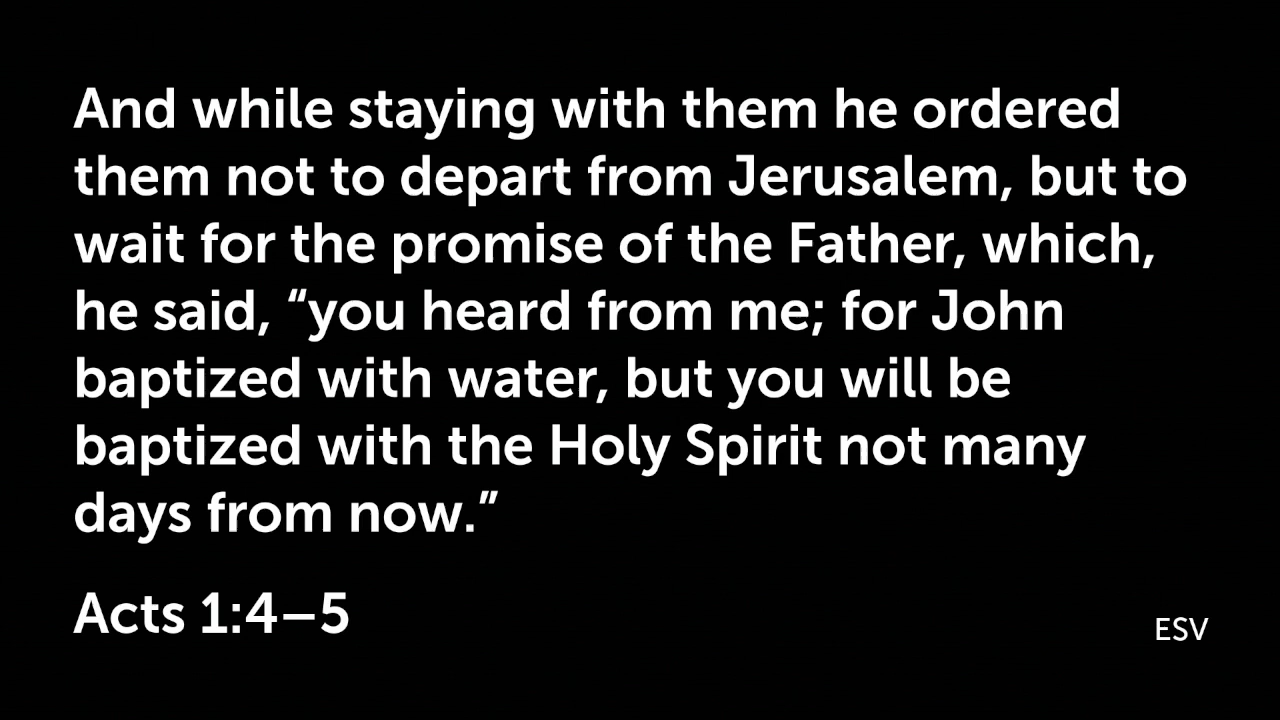 And while staying with them he ordered
them not to depart from Jerusalem, but to
wait for the promise of the Father, which,
he said, “you heard from me; for John
baptized with water, but you will be
baptized with the Holy Spirit not many
days from now.”
Acts 1:4–5
ESV